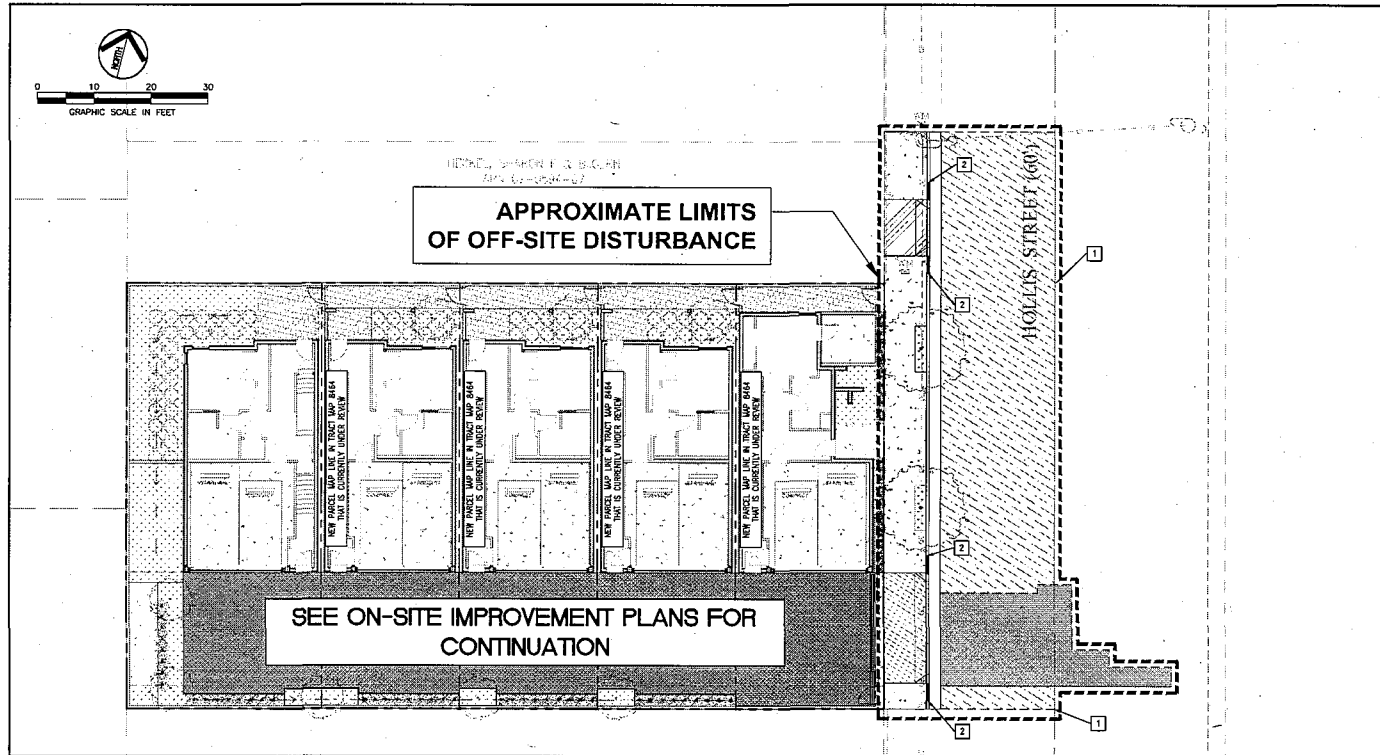 NORTH
0 10 20 30
GRAPHIC SCALE IN FEET
APPROXIMATE LIMITS
OF OFF-SITE DISTURBANCE
HOLLIS STREET (60')
2
1
2
NEW PARCEL MAP LINE IN TRACT MAP 8464
THAT IS CURRENTLY UNDER REVIEW
NEW PARCEL MAP LINE IN TRACT MAP 8464
THAT IS CURRENTLY UNDER REVIEW
NEW PARCEL MAP LINE IN TRACT MAP 8464
THAT IS CURRENTLY UNDER REVIEW
NEW PARCEL MAP LINE IN TRACT MAP 8464
THAT IS CURRENTLY UNDER REVIEW
2
SEE ON-SITE IMPROVEMENT PLANS FOR
CONTINUATION
1
2